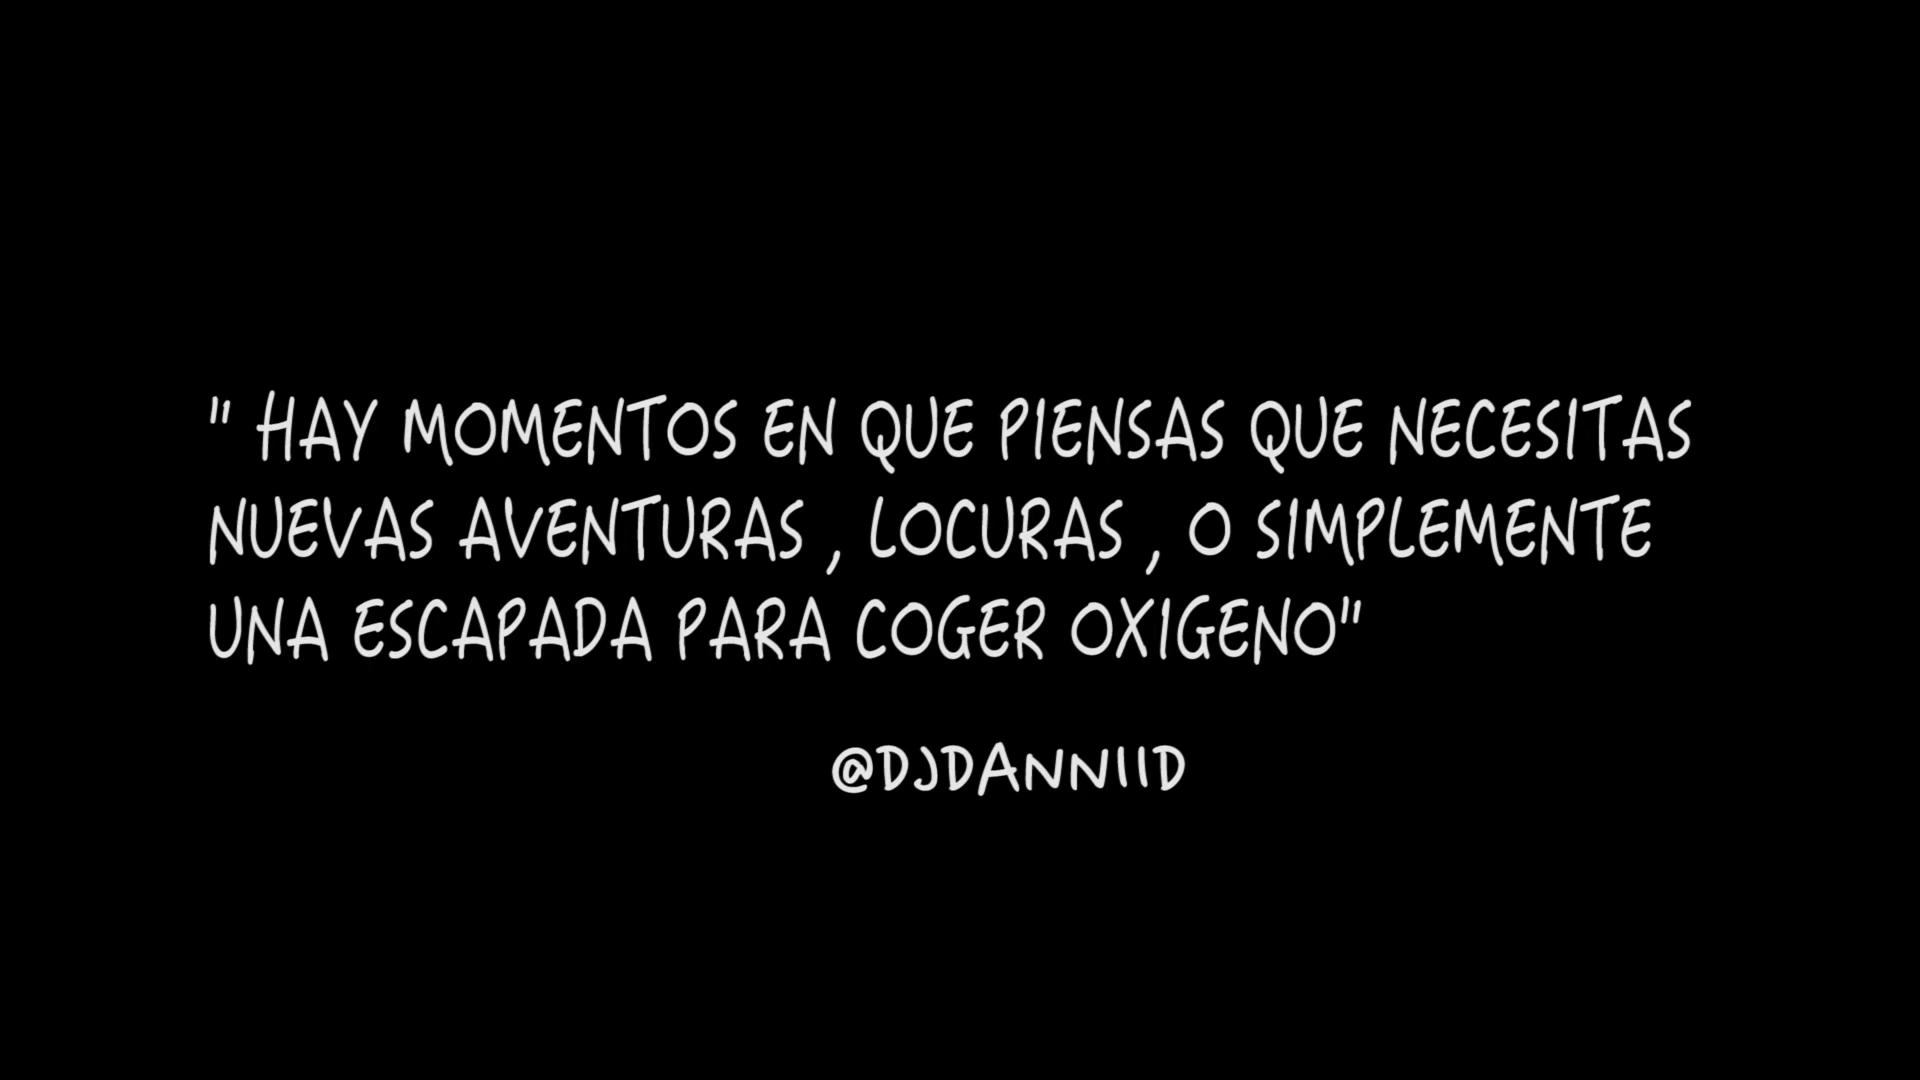 " HAY MOMENTOS EN QUE PIENSAS QUE NECESITAS
NUEVAS AVENTURAS , LOCURAS , O SIMPLEMENTE
UNA ESCAPADA PARA COGER OXIGENO"
@DJDANNIID